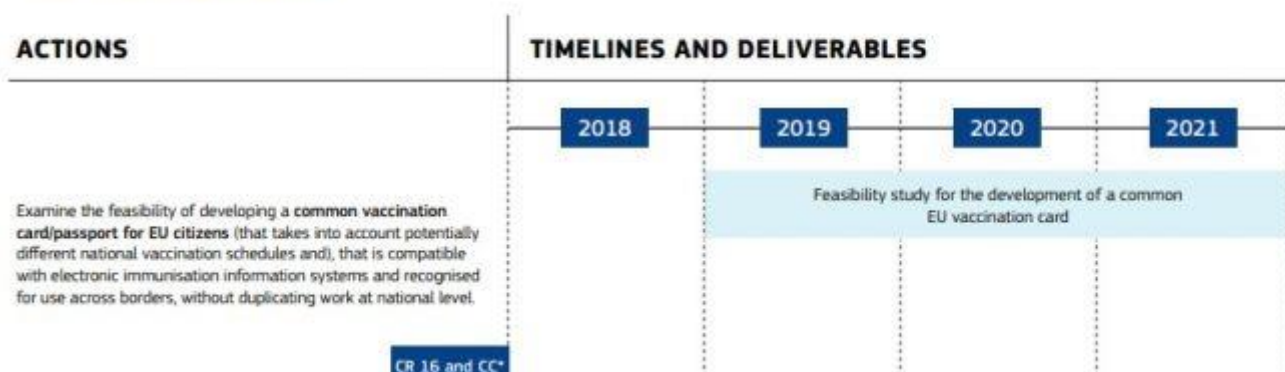 ACTIONS
TIMELINES AND DELIVERABLES
2018
2019
2020
2021
Feasibility study for the development of a common
EU vaccination card
Examine the feasibility of developing a common vaccination
card/passport for EU citizens (that takes into account potentially
different national vaccination schedules and), that is compatible
with electronic immunisation information systems and recognised
for use across borders, without duplicating work at national level.
CR 16 and CC*